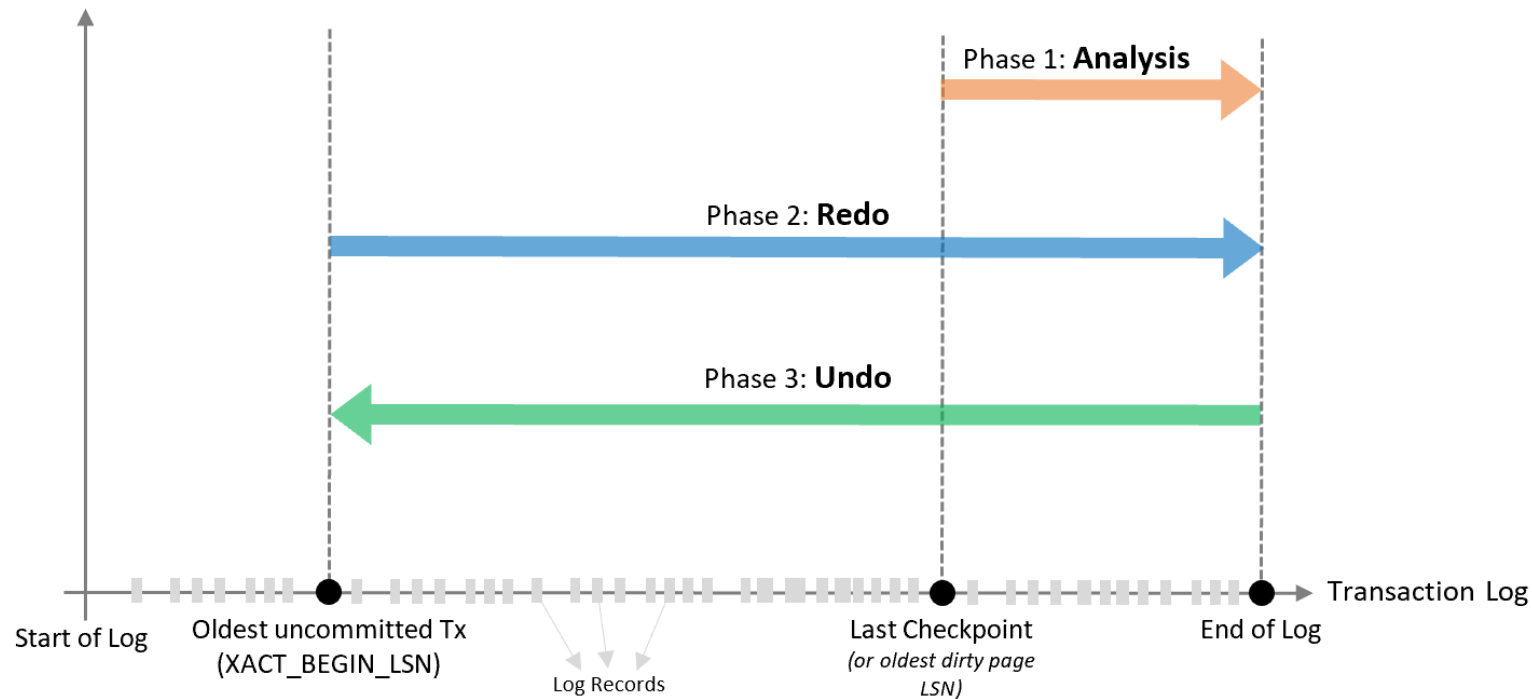 Phase 1: Analysis
Phase 2: Redo
Phase 3: Undo
Transaction Log
Start of Log
Oldest uncommitted Tx
(XACT_BEGIN_LSN)
Log Records
Last Checkpoint
(or oldest dirty page
LSN)
End of Log